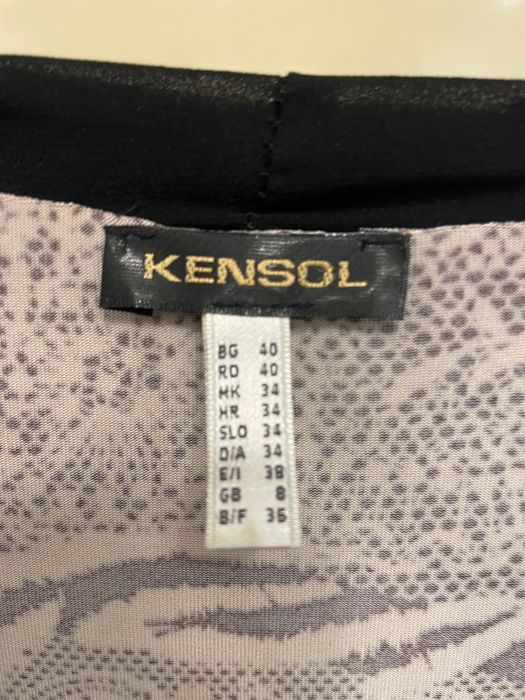 KENSOL
BG 40
RO 40
MK 34
HR 34
SLO 34
D/A 34
E/I 38
GB 8
B/F 36